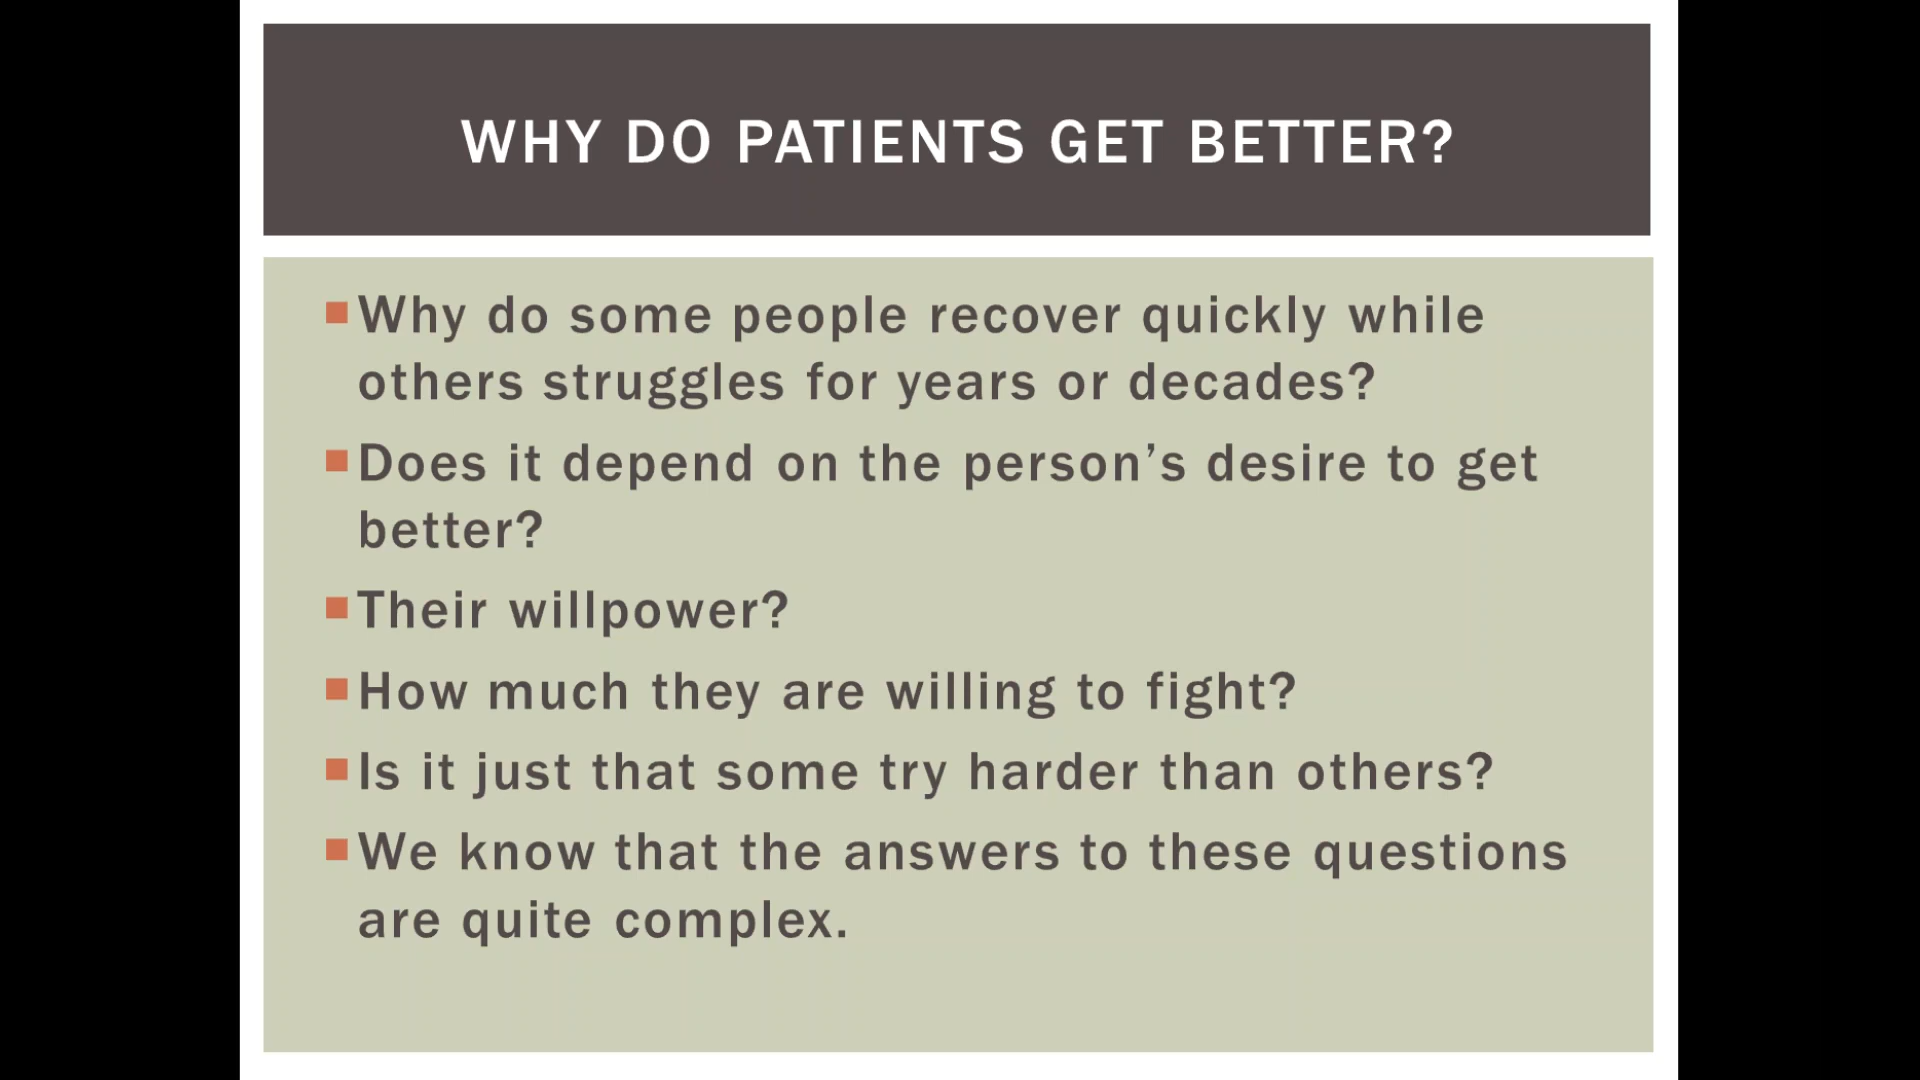 WHY DO PATIENTS GET BETTER?
Why do some people recover quickly while
others struggles for years or decades?
Does it depend on the person’s desire to get
better?
Their willpower?
How much they are willing to fight?
Is it just that some try harder than others?
We know that the answers to these questions
are quite complex.